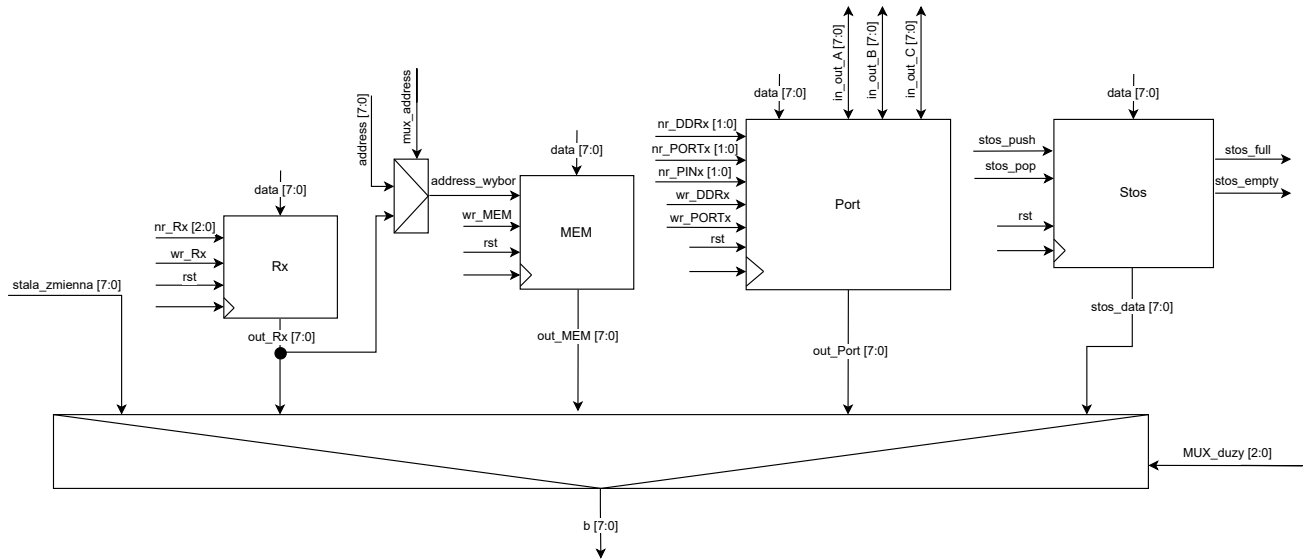 in_out_A [7:0]
in_out_B [7:0]
in_out_C [7:0]
mux_address
address [7:0]
data [7:0]
data [7:0]
nr_DDRx [1:0]
nr_PORTx [1:0]
nr_PINx [1:0]
wr_DDRx
wr_PORTx
rst
Port
stos_push
stos_pop
rst
Stos
stos_full
stos_empty
data [7:0]
address_wybor
wr_MEM
rst
MEM
data [7:0]
nr_Rx [2:0]
wr_Rx
rst
Rx
stala_zmienna [7:0]
out_Rx [7:0]
out_MEM [7:0]
out_Port [7:0]
stos_data [7:0]
MUX_duzy [2:0]
b [7:0]